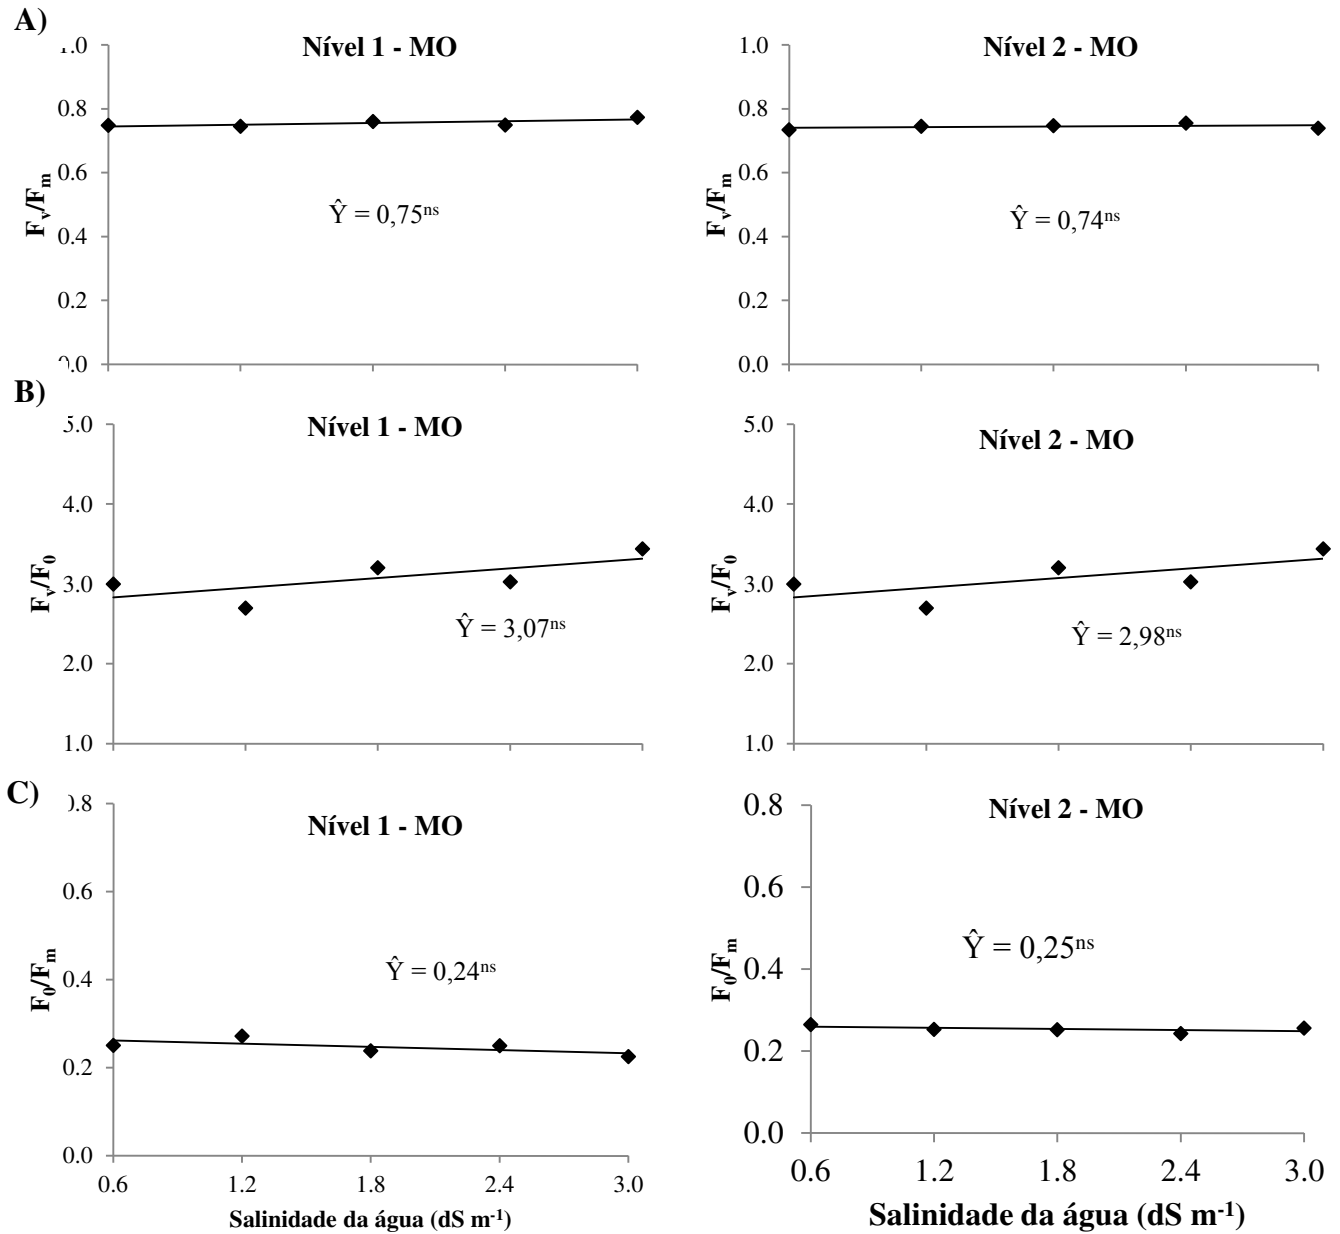 A)
Nível 1 - MO
1.0
0.8
0.6
0.4
0.2
0.0
Fv/Fm
Ŷ = 0,75ns
Nível 2 - MO
1.0
0.8
0.6
0.4
0.2
0.0
Fv/Fm
Ŷ = 0,74ns
B)
Nível 1 - MO
5.0
4.0
3.0
2.0
1.0
Fv/F0
Ŷ = 3,07ns
Nível 2 - MO
5.0
4.0
3.0
2.0
1.0
Fv/F0
Ŷ = 2,98ns
C)
Nível 1 - MO
0.8
0.6
0.4
0.2
0.0
F0/Fm
Ŷ = 0,24ns
0.6 1.2 1.8 2.4 3.0
Salinidade da água (dS m-1)
Nível 2 - MO
0.8
0.6
0.4
0.2
0.0
F0/Fm
Ŷ = 0,25ns
0.6 1.2 1.8 2.4 3.0
Salinidade da água (dS m-1)